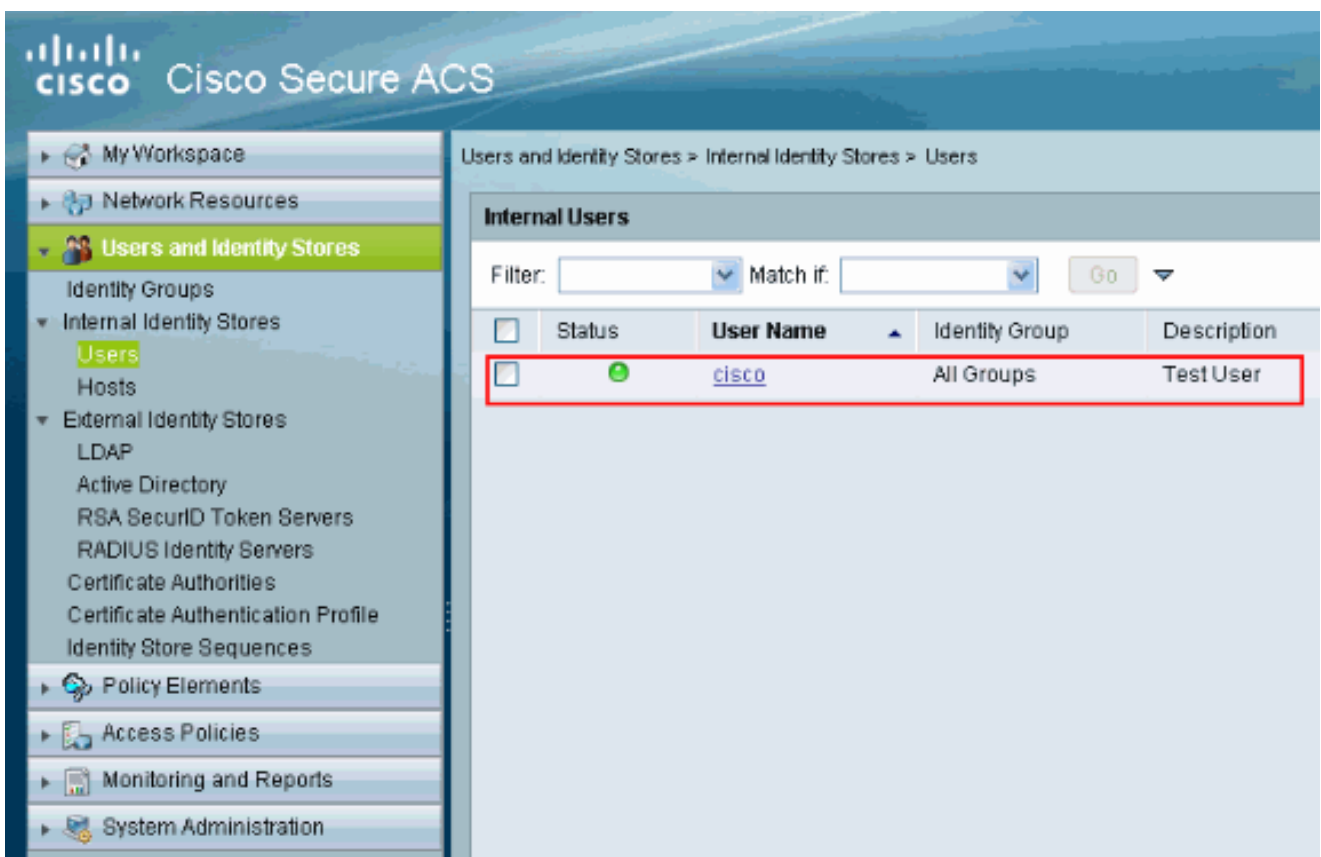 CISCO Cisco Secure ACS
My Workspace
Network Resources
Users and Identity Stores
Identity Groups
Internal Identity Stores
Users
Hosts
External Identity Stores
LDAP
Active Directory
RSA SecurID Token Servers
RADIUS Identity Servers
Certificate Authorities
Certificate Authentication Profile
Identity Store Sequences
Policy Elements
Access Policies
Monitoring and Reports
System Administration
Users and Identity Stores > Internal Identity Stores > Users
Internal Users
Filter: Match if: Go
Status User Name Identity Group Description
cisco All Groups Test User